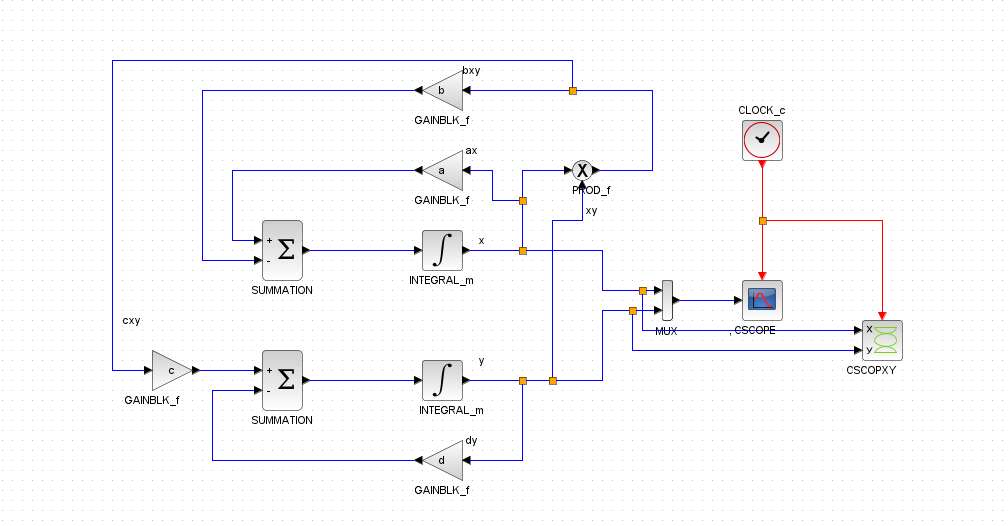 bxy
b
GAINBLK_f
CLOCK_c
ax
a
GAINBLK_f
X
PROD_f
xy
+
-
Σ
SUMMATION
x
∫
INTEGRAL_m
MUX
, CSCOPE
x
y
CSCOPXY
cxy
c
GAINBLK_f
+
-
Σ
SUMMATION
y
∫
INTEGRAL_m
dy
d
GAINBLK_f